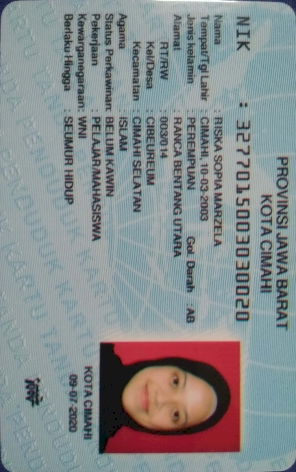 PROVINSI JAWA BARAT
KOTA CIMAHI
NIK : 3277015003030020
Nama : RISKA SOPIA MARZELA
Tempat/Tgl Lahir : CIMAHI, 10-03-2003
Jenis kelamin : PEREMPUAN Gol. Darah : AB
Alamat : RANCA BENTANG UTARA
RT/RW : 003/014
Kel/Desa : CIBEUREUM
Kecamatan : CIMAHI SELATAN
Agama : ISLAM
Status Perkawinan: BELUM KAWIN
Pekerjaan : PELAJAR/MAHASISWA
Kewarganegaraan: WNI
Berlaku Hingga : SEUMUR HIDUP
KOTA CIMAHI
09-07-2020